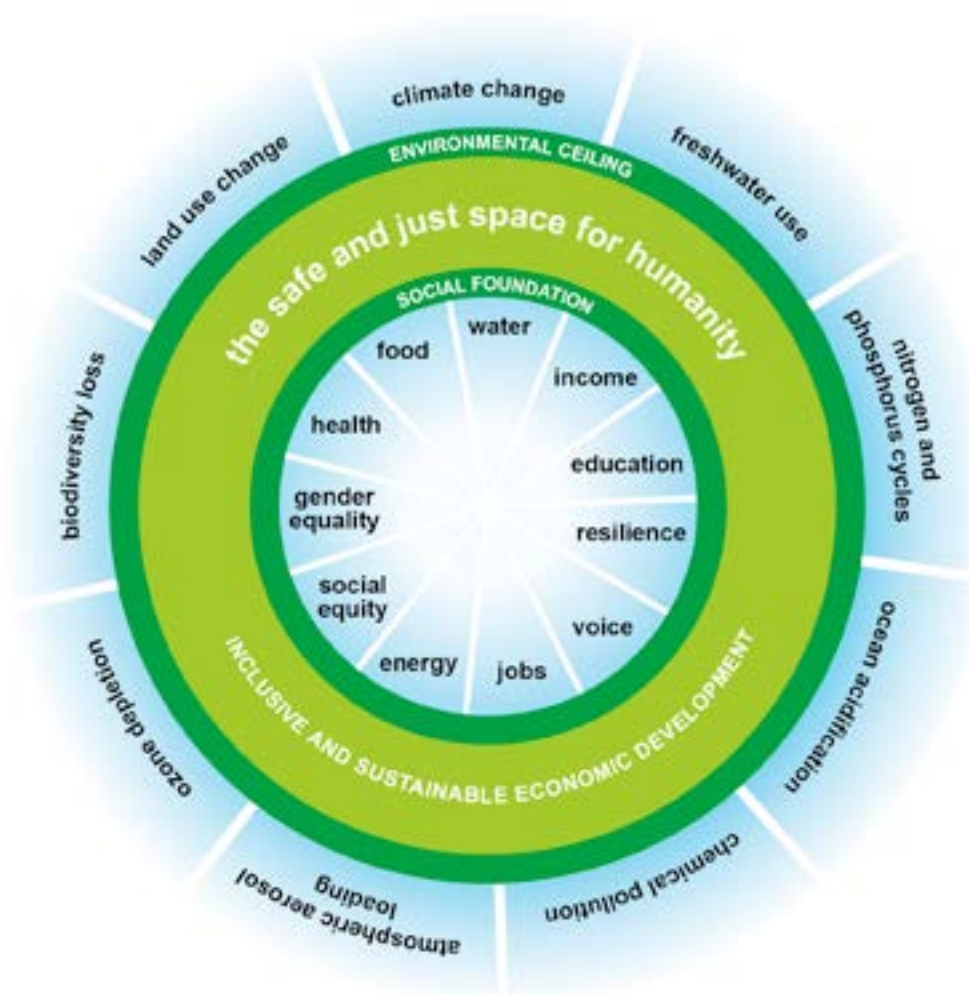 climate change
freshwater use
nitrogen and
phosphorus cycles
ocean acidification
chemical pollution
atmospheric aerosol
loading
ozone depletion
biodiversity loss
land use change
ENVIRONMENTAL CEILING
the safe and just space for humanity
SOCIAL FOUNDATION
water
income
education
resilience
voice
jobs
energy
social
equity
gender
equality
health
food
INCLUSIVE AND SUSTAINABLE ECONOMIC DEVELOPMENT